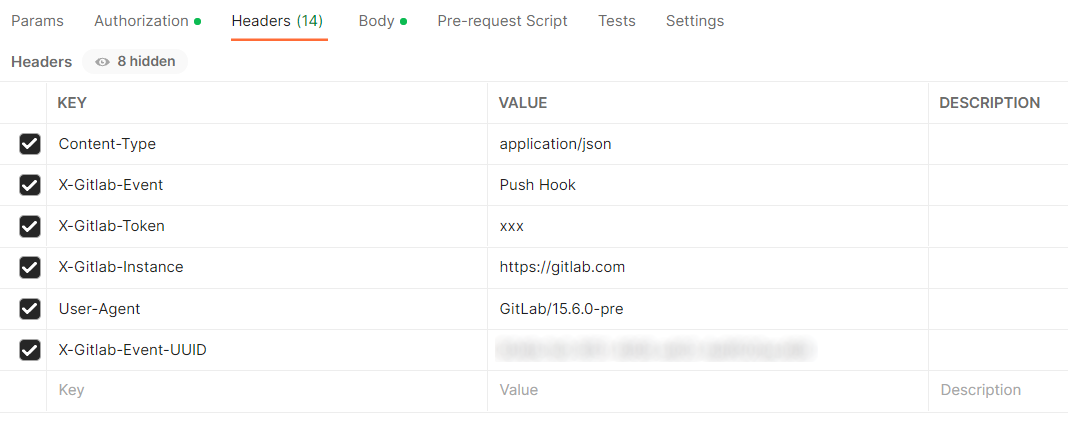 Params Authorization Headers (14) Body Pre-request Script Tests Settings
Headers 8 hidden
KEY VALUE DESCRIPTION
Content-Type application/json
X-Gitlab-Event Push Hook
X-Gitlab-Token xxx
X-Gitlab-Instance https://gitlab.com
User-Agent GitLab/15.6.0-pre
X-Gitlab-Event-UUID
Key Value Description